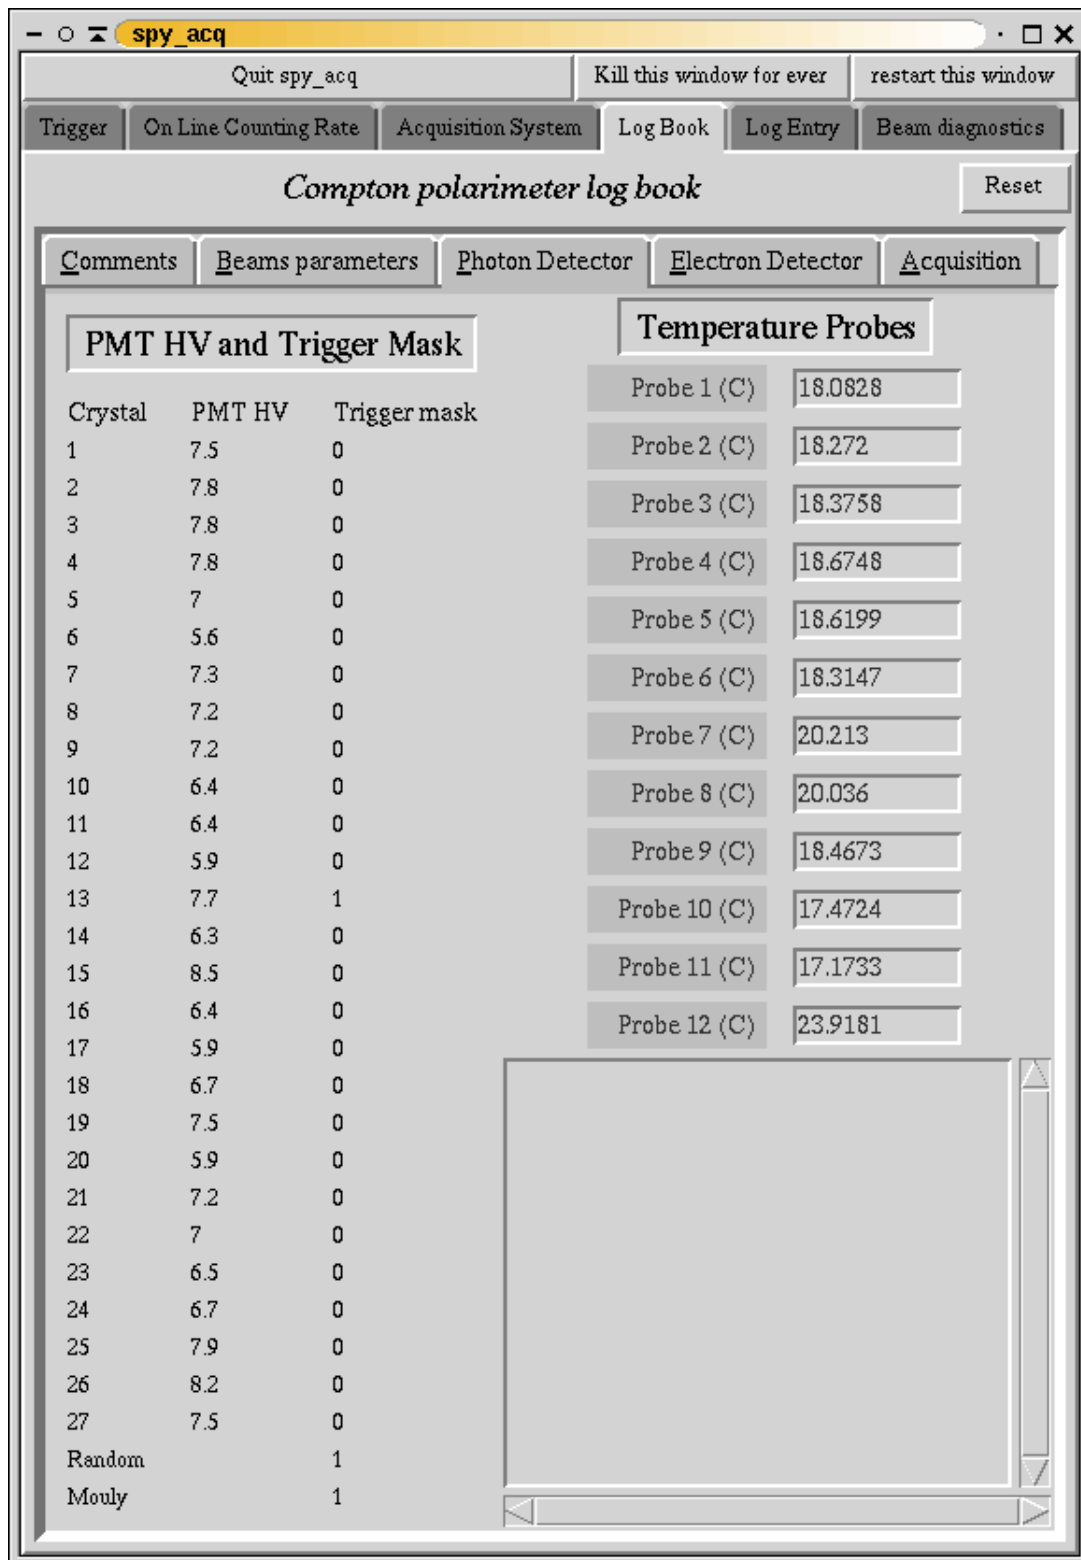 spy_acq
Quit spy_acq Kill this window for ever restart this window
Trigger On Line Counting Rate Acquisition System Log Book Log Entry Beam diagnostics
Compton polarimeter log book Reset
Comments Beams parameters Photon Detector Electron Detector Acquisition
PMT HV and Trigger Mask
Crystal PMT HV Trigger mask
1 7.5 0
2 7.8 0
3 7.8 0
4 7.8 0
5 7 0
6 5.6 0
7 7.3 0
8 7.2 0
9 7.2 0
10 6.4 0
11 6.4 0
12 5.9 0
13 7.7 1
14 6.3 0
15 8.5 0
16 6.4 0
17 5.9 0
18 6.7 0
19 7.5 0
20 5.9 0
21 7.2 0
22 7 0
23 6.5 0
24 6.7 0
25 7.9 0
26 8.2 0
27 7.5 0
Random 1
Mouly 1
Temperature Probes
Probe 1 (C) 18.0828
Probe 2 (C) 18.272
Probe 3 (C) 18.3758
Probe 4 (C) 18.6748
Probe 5 (C) 18.6199
Probe 6 (C) 18.3147
Probe 7 (C) 20.213
Probe 8 (C) 20.036
Probe 9 (C) 18.4673
Probe 10 (C) 17.4724
Probe 11 (C) 17.1733
Probe 12 (C) 23.9181